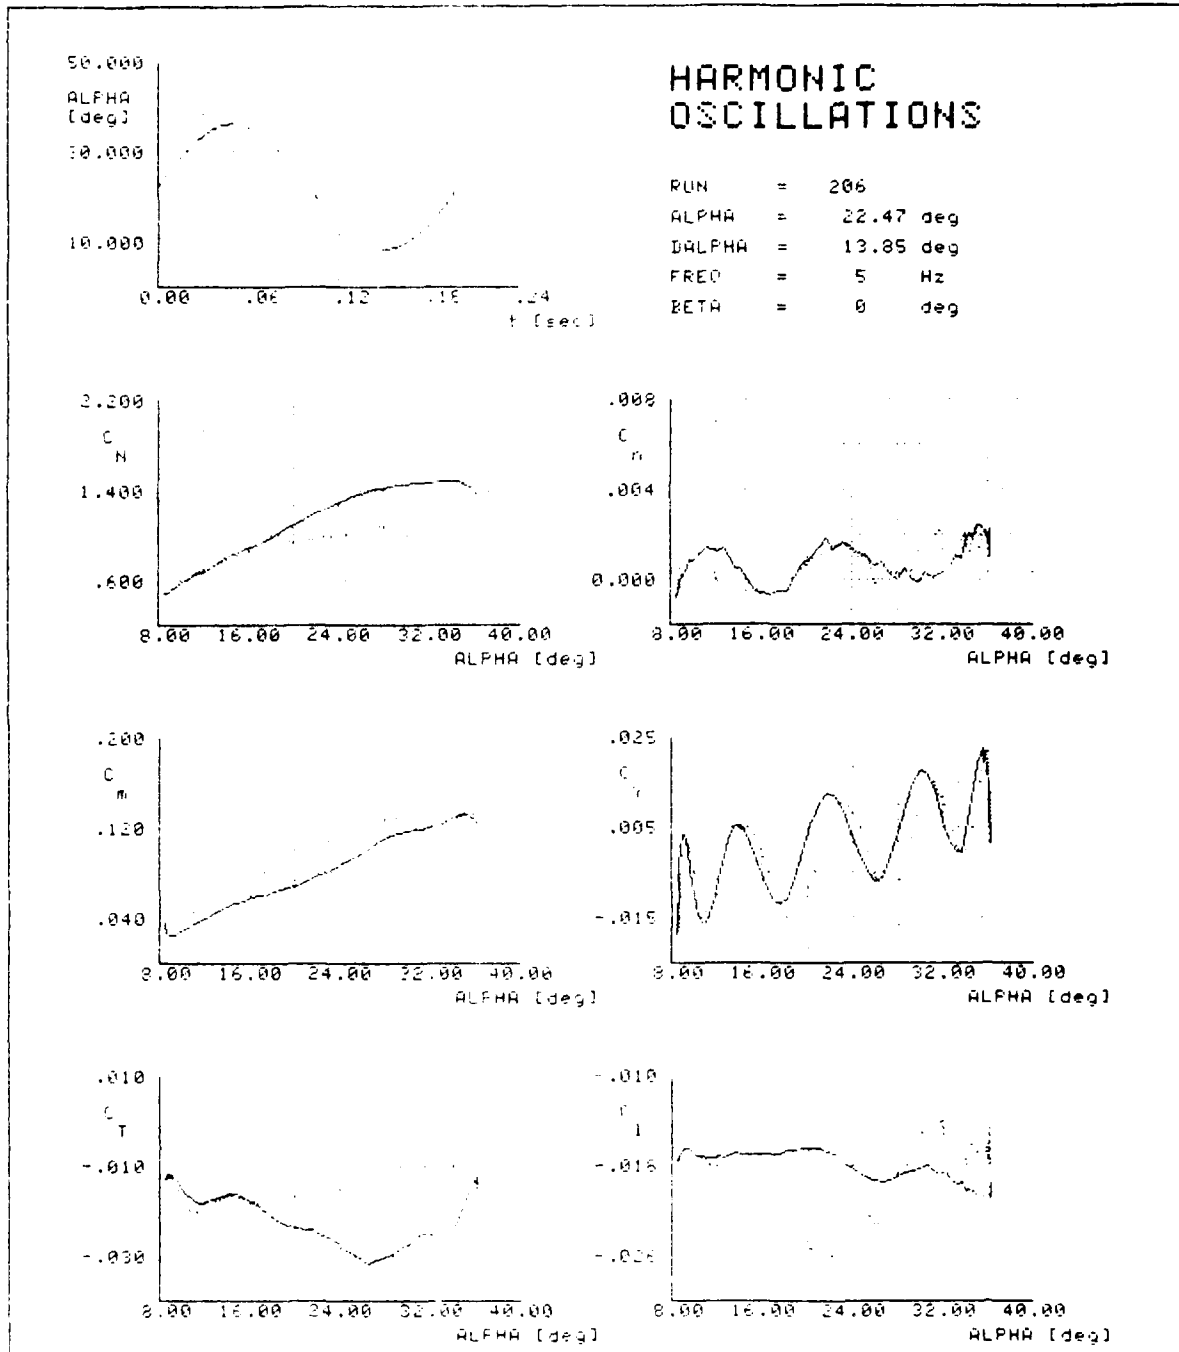 HARMONIC
OSCILLATIONS
RUN = 206
ALPHA = 22.47 deg
DALPHA = 13.85 deg
FREQ = 5 Hz
BETA = 0 deg
50.000
ALPHA
[deg]
30.000
10.000
0.00 .06 .12 .18 .24
t [sec]
2.200
C N
1.400
.600
8.00 16.00 24.00 32.00 40.00
ALPHA [deg]
.008
C n
.004
0.000
8.00 16.00 24.00 32.00 40.00
ALPHA [deg]
.200
C m
.120
.040
8.00 16.00 24.00 32.00 40.00
ALPHA [deg]
.025
C
.005
-.015
8.00 16.00 24.00 32.00 40.00
ALPHA [deg]
.010
C T
-.010
-.030
8.00 16.00 24.00 32.00 40.00
ALPHA [deg]
-.010
C l
-.018
-.026
8.00 16.00 24.00 32.00 40.00
ALPHA [deg]